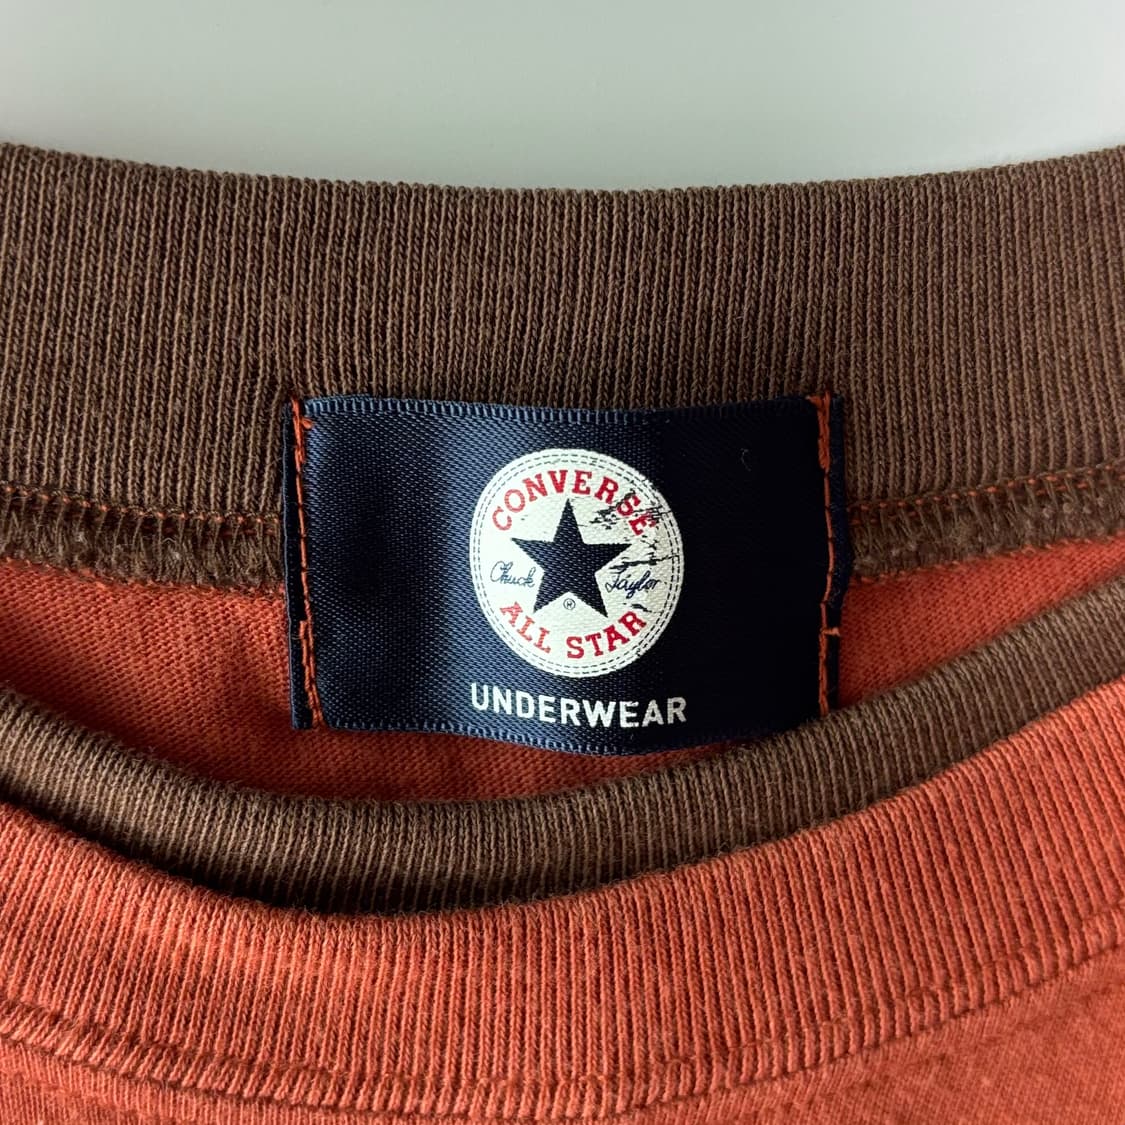 CONVERSE
Chuck Taylor
®
ALL STAR
UNDERWEAR